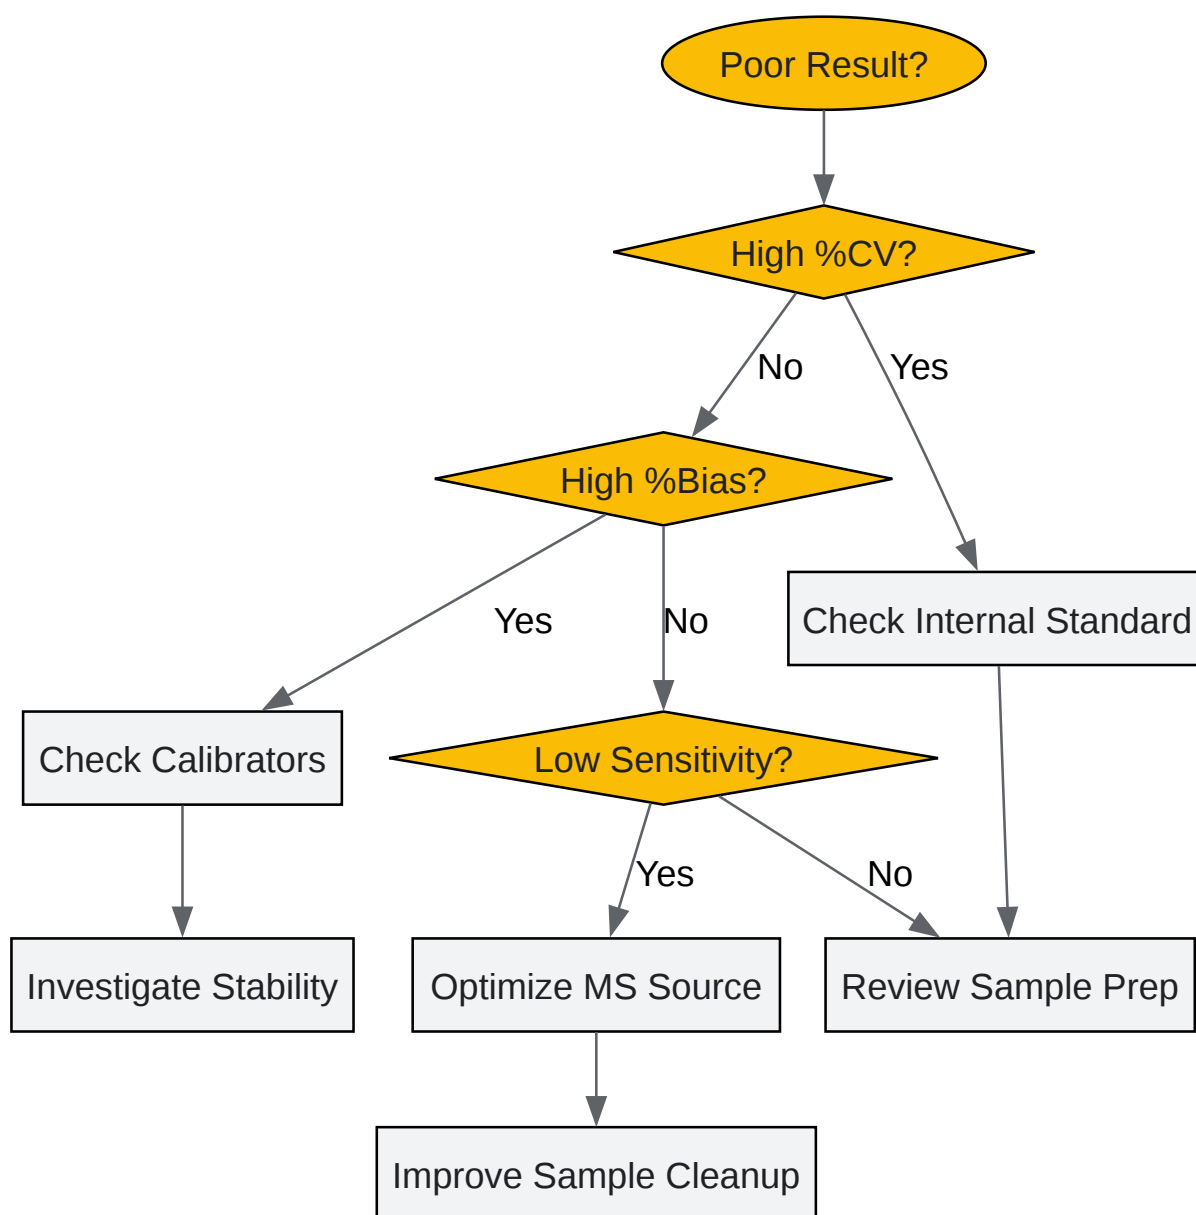 Poor Result?
High %CV?
No
Yes
High %Bias?
Yes
No
Check Internal Standard
Check Calibrators
Low Sensitivity?
Yes
No
Investigate Stability
Optimize MS Source
Review Sample Prep
Improve Sample Cleanup